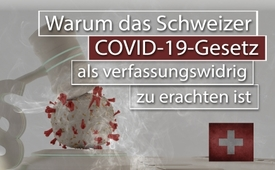 Warum das Schweizer
COVID-19-Gesetz
als verfassungswidrig
zu erachten ist